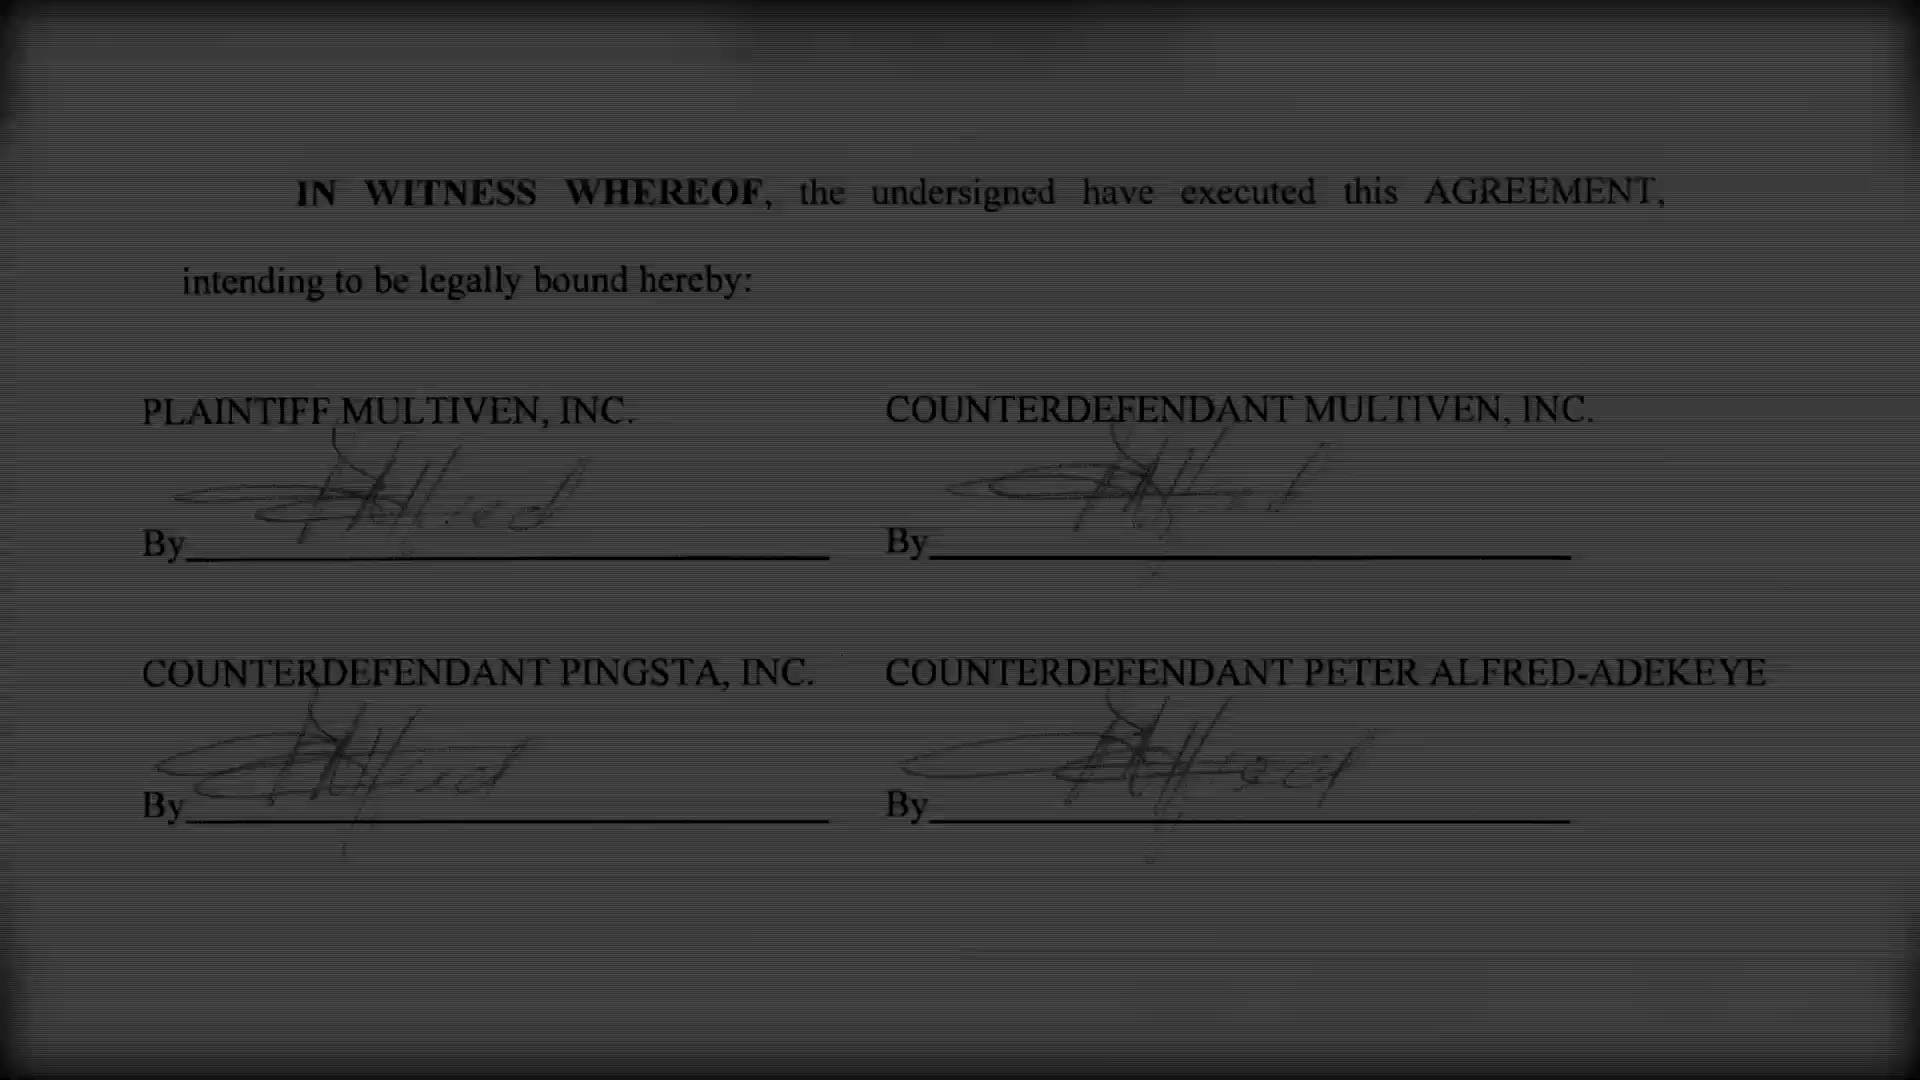 IN WITNESS WHEREOF, the undersigned have executed this AGREEMENT,
intending to be legally bound hereby:
PLAINTIFF MULTIVEN, INC.
COUNTERDEFENDANT MULTIVEN, INC.
By
By
COUNTERDEFENDANT PINGSTA, INC.
COUNTERDEFENDANT PETER ALFRED-ADEKEYE
By
By